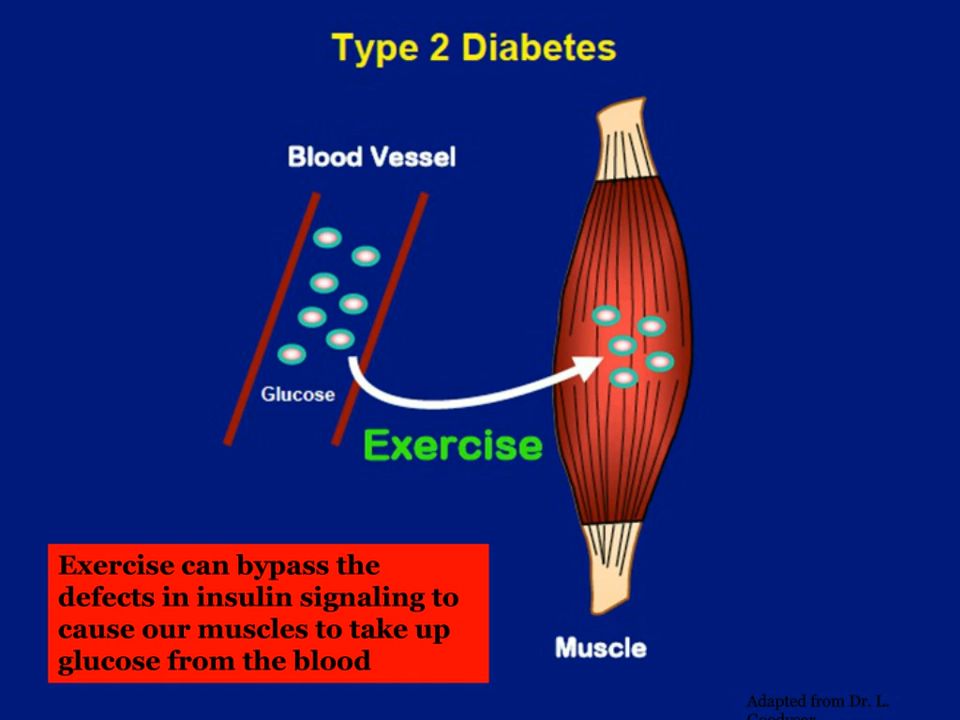 Type 2 Diabetes
Blood Vessel
Glucose
Exercise
Exercise can bypass the
defects in insulin signaling to
cause our muscles to take up
glucose from the blood
Muscle
Adapted from Dr. L.